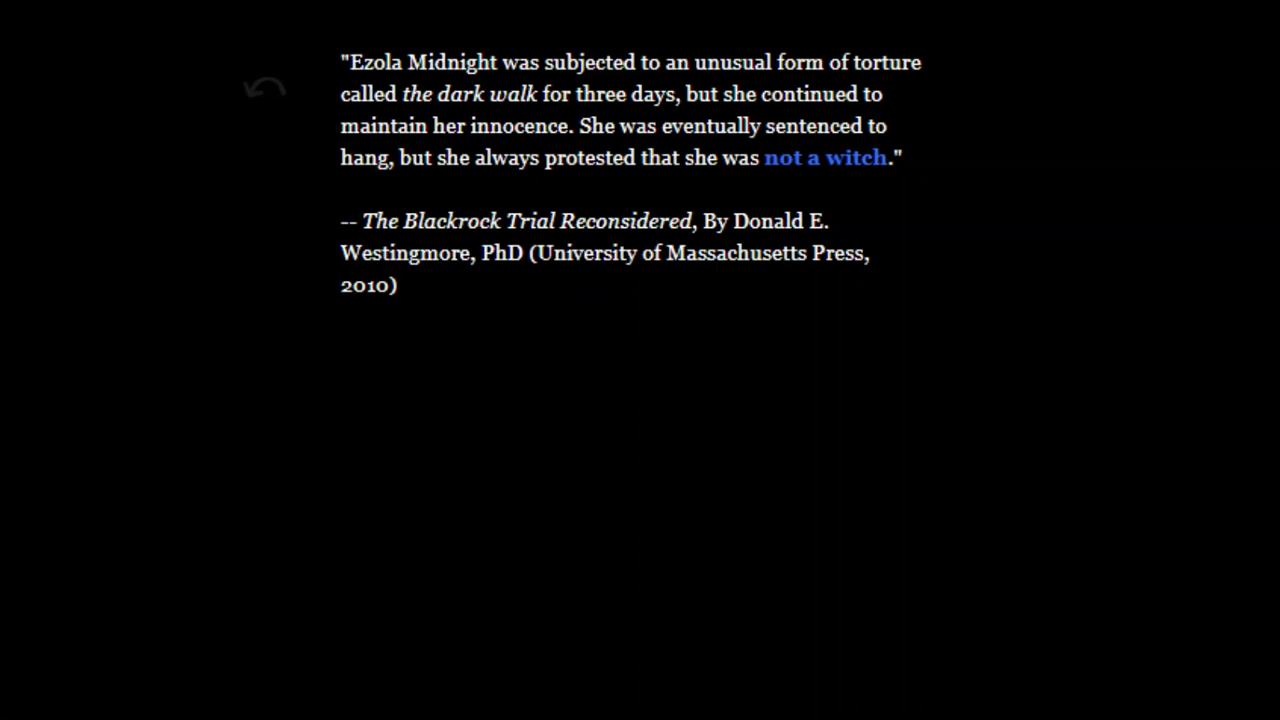 "Ezola Midnight was subjected to an unusual form of torture
called the dark walk for three days, but she continued to
maintain her innocence. She was eventually sentenced to
hang, but she always protested that she was not a witch."
-- The Blackrock Trial Reconsidered, By Donald E.
Westingmore, PhD (University of Massachusetts Press,
2010)